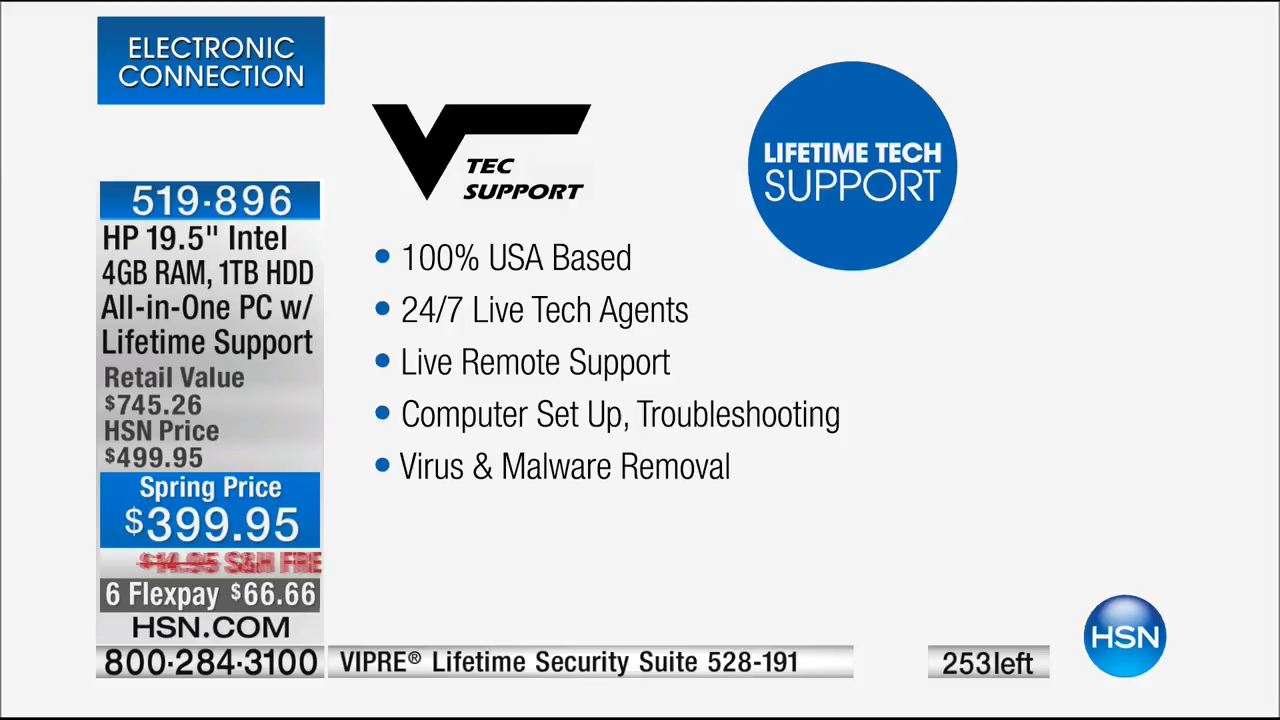 ELECTRONIC
CONNECTION
519·896
HP 19.5" Intel
4GB RAM, 1TB HDD
All-in-One PC w/
Lifetime Support
Retail Value
$745.26
HSN Price
$499.95
Spring Price
$399.95
$14.95 S&H FRE
6 Flexpay $66.66
HSN.COM
800·284·3100
V TEC
SUPPORT
LIFETIME TECH
SUPPORT
• 100% USA Based
• 24/7 Live Tech Agents
• Live Remote Support
• Computer Set Up, Troubleshooting
• Virus & Malware Removal
VIPRE® Lifetime Security Suite 528-191
253 left
HSN